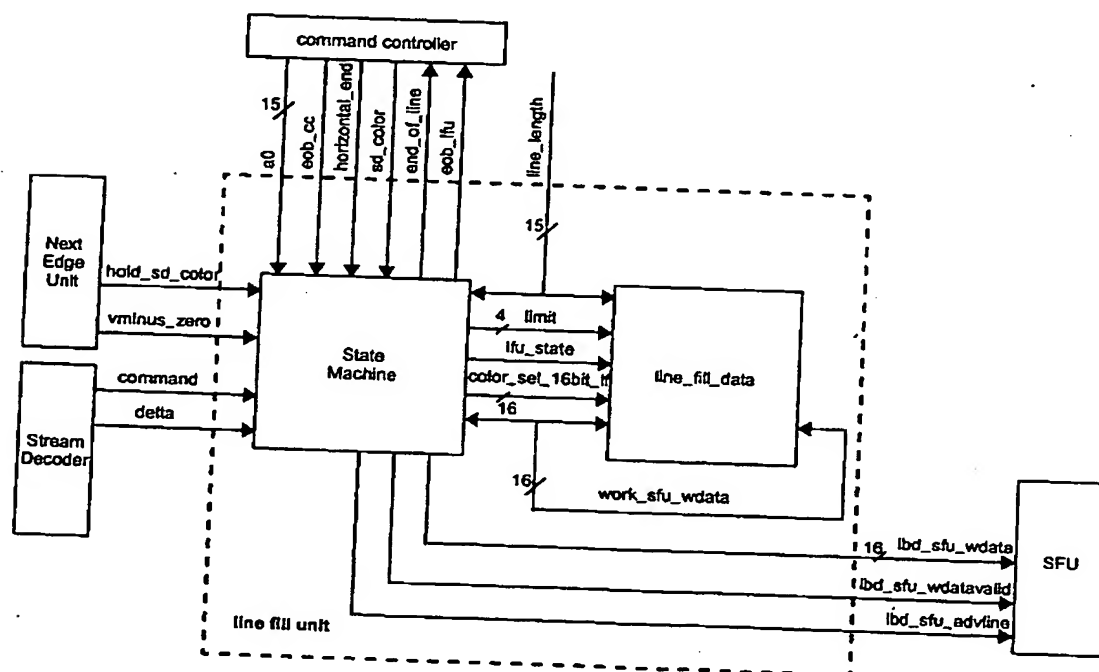 command controller
15
a0
eob_cc
horizontal_end
sd_color
end_of_line
eob_lfu
line_length
15
Next
Edge
Unit
hold_sd_color
vminus_zero
Stream
Decoder
command
delta
State
Machine
4 limit
lfu_state
color_set_16bit_lf
16
line_fill_data
16
work_sfu_wdata
16 lbd_sfu_wdata
lbd_sfu_wdatavalid
lbd_sfu_advline
SFU
line fill unit